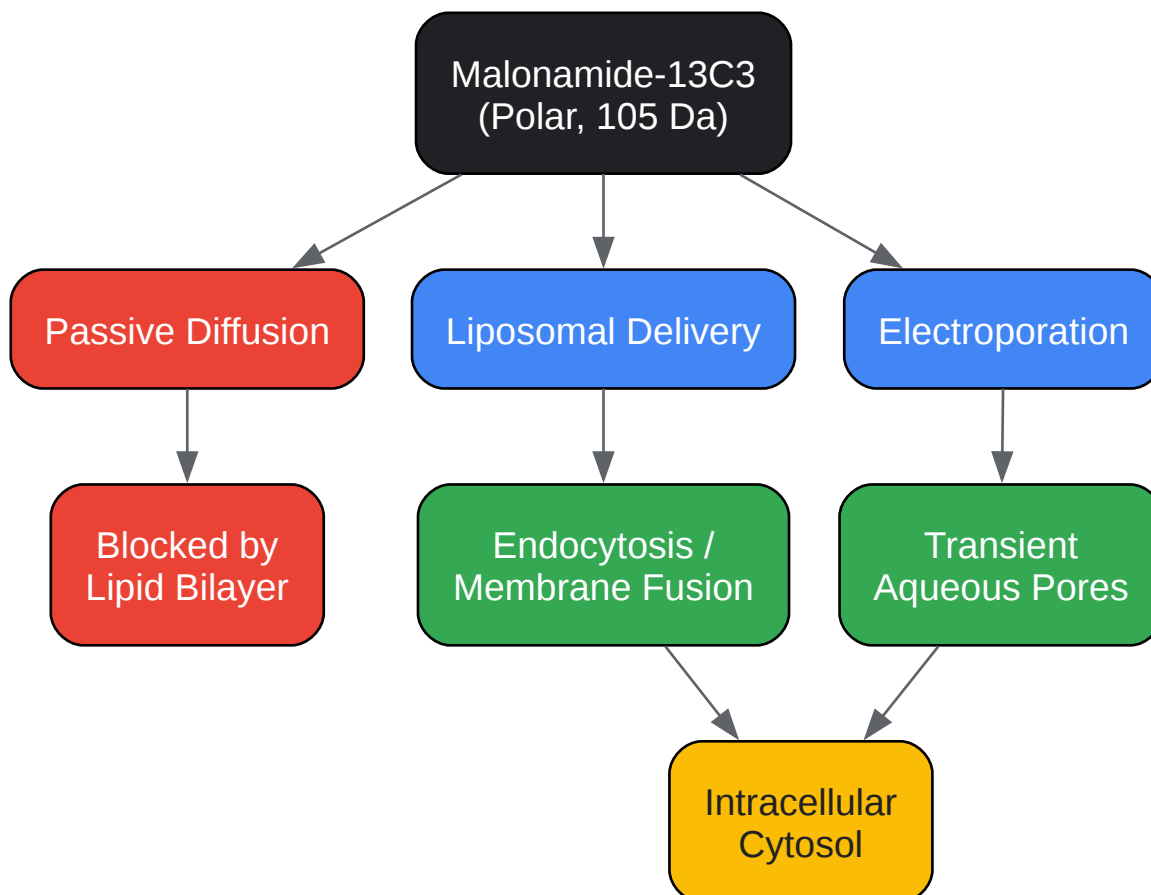 Malonamide-13C3
(Polar, 105 Da)
Passive Diffusion
Liposomal Delivery
Electroporation
Blocked by
Lipid Bilayer
Endocytosis /
Membrane Fusion
Transient
Aqueous Pores
Intracellular
Cytosol